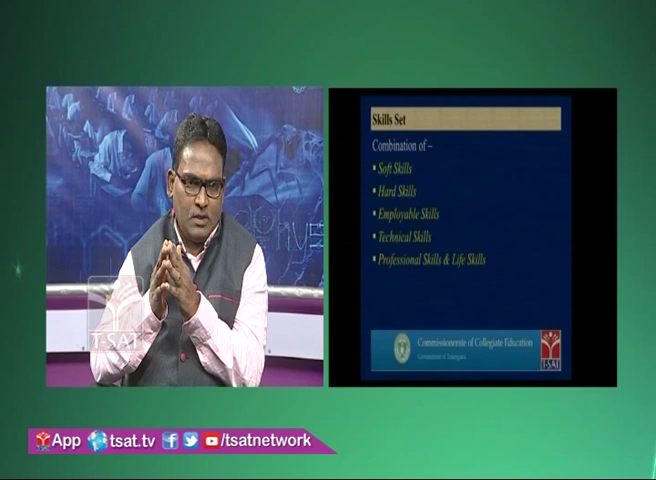 Skills Set
Combination of –
▪ Soft Skills
▪ Hard Skills
▪ Employable Skills
▪ Technical Skills
▪ Professional Skills & Life Skills
Commissionerate of Collegiate Education
Government of Telangana
T-SAT
T-SAT
App tsat.tv /tsatnetwork